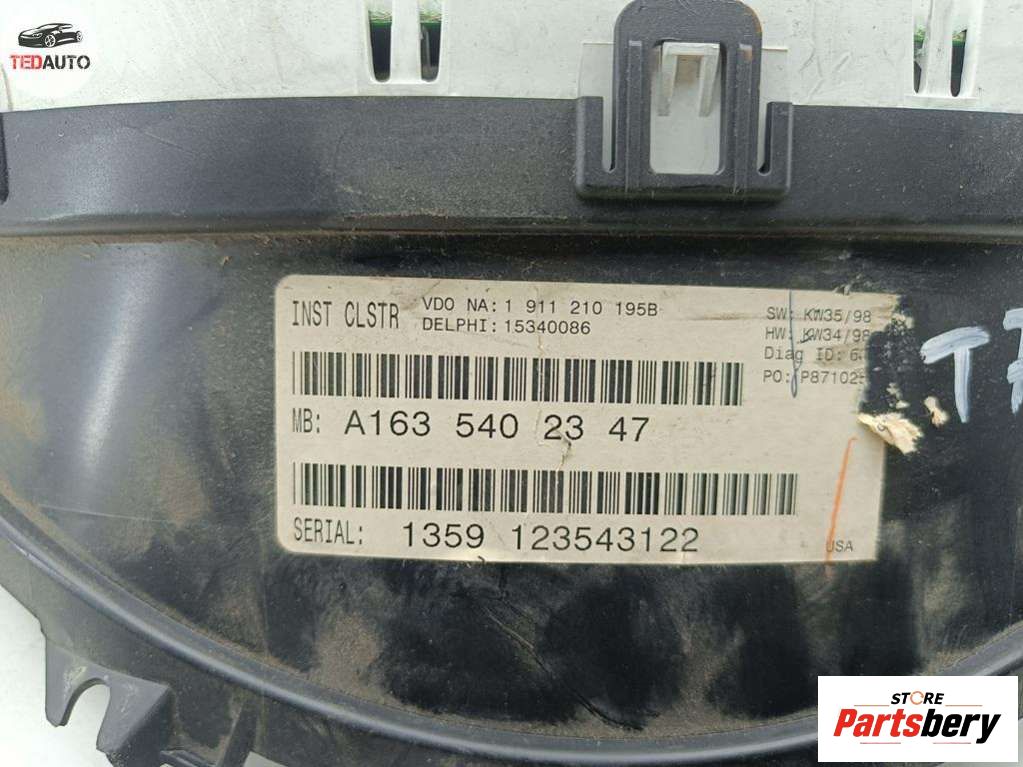 TEDAUTO
INST CLSTR
VDO NA: 1 911 210 195B
DELPHI: 15340086
SW: KW35/98
HW: KW34/98
Diag ID:
PO: P87102
MB: A163 540 23 47
SERIAL: 1359 123543122
USA
STORE
Partsbery